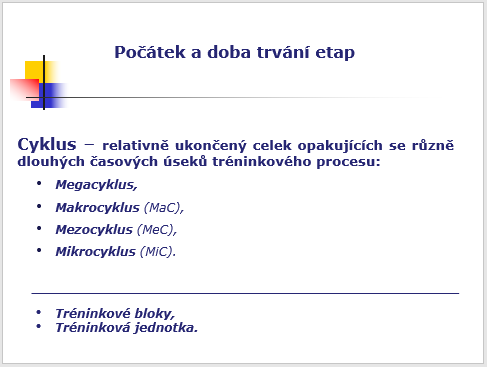 Počátek a doba trvání etap
Cyklus – relativně ukončený celek opakujících se různě
dlouhých časových úseků tréninkového procesu:
• Megacyklus,
• Makrocyklus (MaC),
• Mezocyklus (MeC),
• Mikrocyklus (MiC).
• Tréninkové bloky,
• Tréninková jednotka.